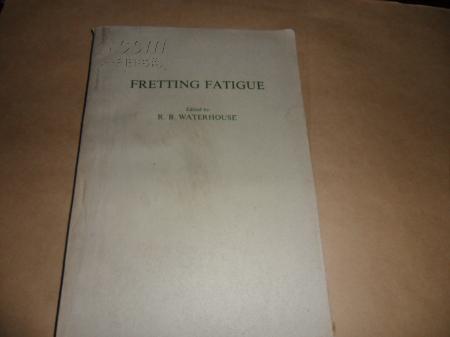 FRETTING FATIGUE
Edited by
R. B. WATERHOUSE